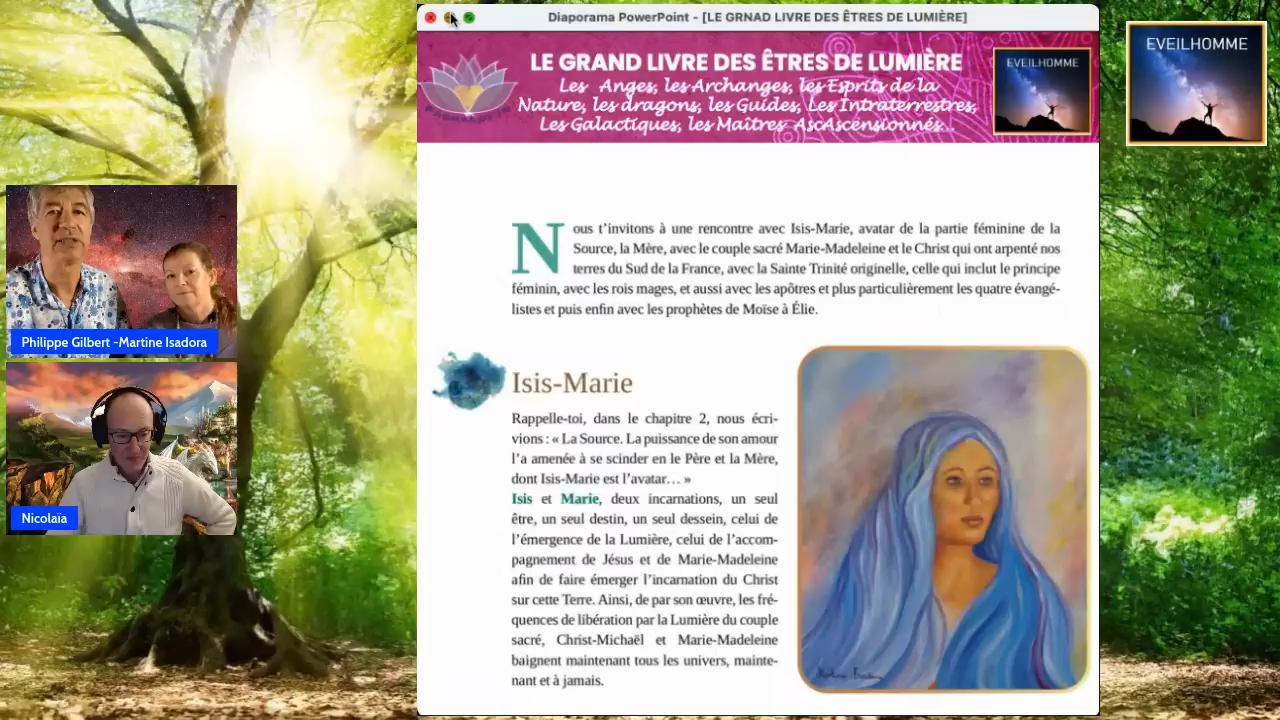 Diaporama PowerPoint - [LE GRNAD LIVRE DES ÊTRES DE LUMIÈRE]
LE GRAND LIVRE DES ÊTRES DE LUMIÈRE
Les Anges, les Archanges, les Esprits de la
Nature, les dragons, les Guides, Les Intraterrestres,
Les Galactiques, les Maîtres AscAscensionnés...
EVEILHOMME
EVEILHOMME
Nous t'invitons à une rencontre avec Isis-Marie, avatar de la partie féminine de la
Source, la Mère, avec le couple sacré Marie-Madeleine et le Christ qui ont arpenté nos
terres du Sud de la France, avec la Sainte Trinité originelle, celle qui inclut le principe
féminin, avec les rois mages, et aussi avec les apôtres et plus particulièrement les quatre évangé-
listes et puis enfin avec les prophètes de Moïse à Élie.
Isis-Marie
Rappelle-toi, dans le chapitre 2, nous écri-
vions : « La Source. La puissance de son amour
l'a amenée à se scinder en le Père et la Mère,
dont Isis-Marie est l'avatar… »
Isis et Marie, deux incarnations, un seul
être, un seul destin, un seul dessein, celui de
l'émergence de la Lumière, celui de l'accom-
pagnement de Jésus et de Marie-Madeleine
afin de faire émerger l'incarnation du Christ
sur cette Terre. Ainsi, de par son œuvre, les fré-
quences de libération par la Lumière du couple
sacré, Christ-Michaël et Marie-Madeleine
baignent maintenant tous les univers, mainte-
nant et à jamais.
Philippe Gilbert -Martine Isadora
Nicolaïa